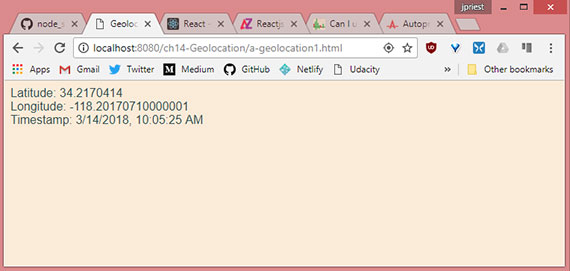 jpriest
node_s
Geoloc
React -
Reactjs
Can I u
Autopr
localhost:8080/ch14-Geolocation/a-geolocation1.html
Apps Gmail Twitter Medium GitHub Netlify Udacity » Other bookmarks
Latitude: 34.2170414
Longitude: -118.20170710000001
Timestamp: 3/14/2018, 10:05:25 AM